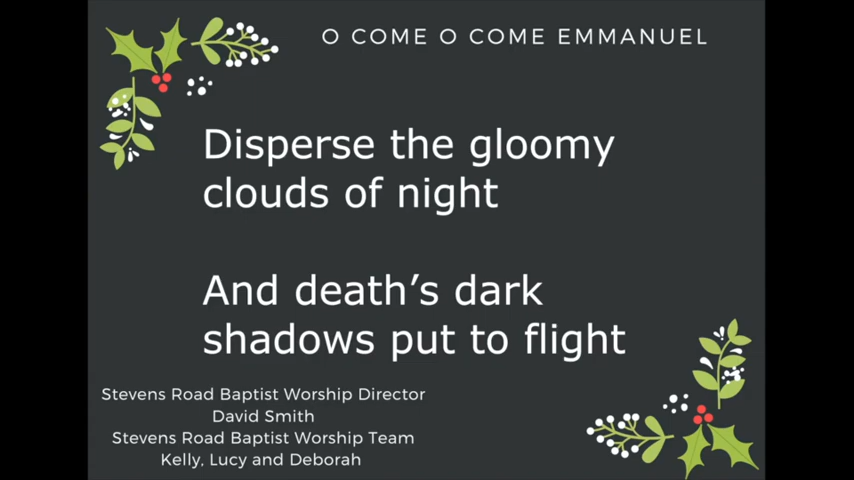 O COME O COME EMMANUEL
Disperse the gloomy
clouds of night
And death’s dark
shadows put to flight
Stevens Road Baptist Worship Director
David Smith
Stevens Road Baptist Worship Team
Kelly, Lucy and Deborah